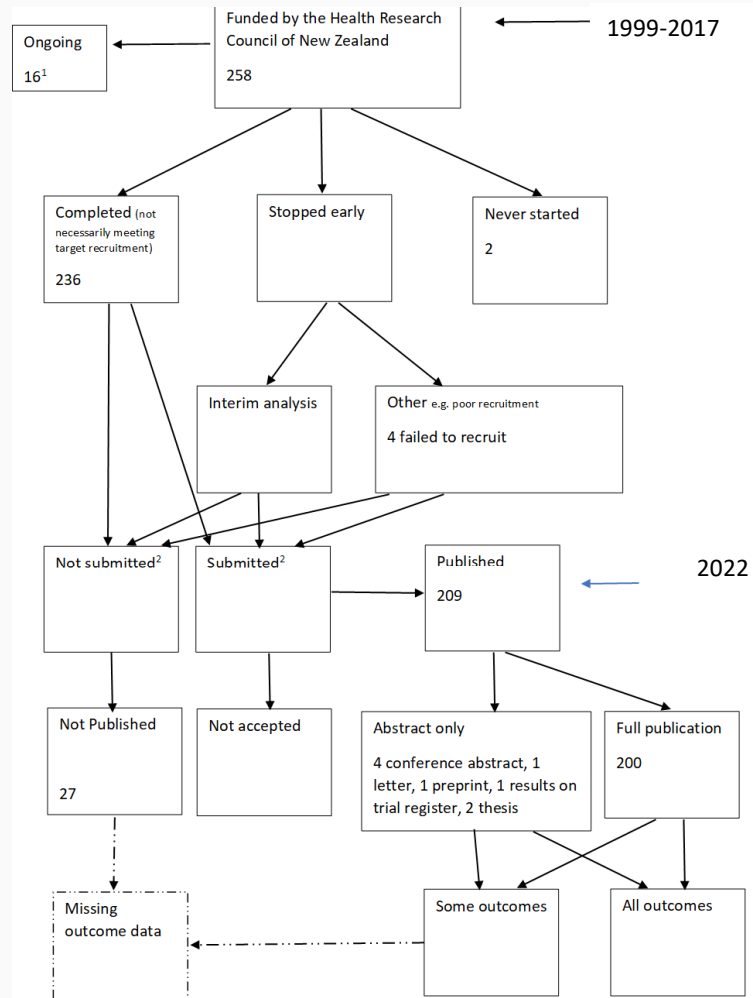 Funded by the Health Research
Council of New Zealand
258
1999-2017
Ongoing
16¹
Completed (not
necessarily meeting
target recruitment)
236
Stopped early
Never started
2
Interim analysis
Other e.g. poor recruitment
4 failed to recruit
Not submitted²
Submitted²
Published
209
2022
Not Published
27
Not accepted
Abstract only
4 conference abstract, 1
letter, 1 preprint, 1 results on
trial register, 2 thesis
Full publication
200
Missing
outcome data
Some outcomes
All outcomes